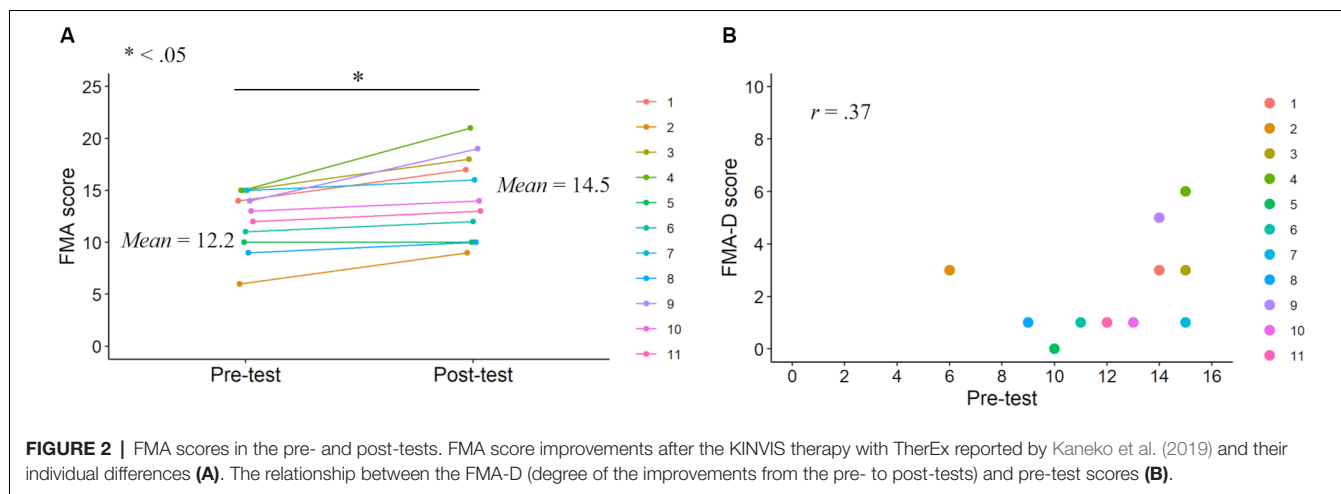 A
* < .05
*
25
20
15
10
5
0
FMA score
Mean = 12.2
Mean = 14.5
Pre-test
Post-test
1
2
3
4
5
6
7
8
9
10
11
B
r = .37
10
8
6
4
2
0
FMA-D score
0 2 4 6 8 10 12 14 16
Pre-test
1
2
3
4
5
6
7
8
9
10
11
FIGURE 2 | FMA scores in the pre- and post-tests. FMA score improvements after the KINVIS therapy with TherEx reported by Kaneko et al. (2019) and their
individual differences (A). The relationship between the FMA-D (degree of the improvements from the pre- to post-tests) and pre-test scores (B).